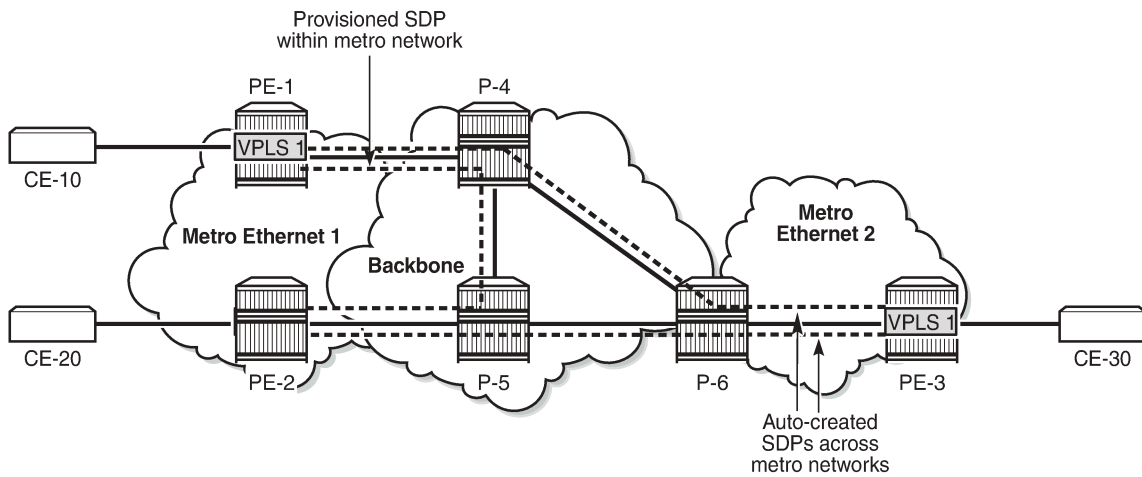 Provisioned SDP
within metro network
PE-1
P-4
VPLS 1
CE-10
Metro Ethernet 1
Backbone
Metro
Ethernet 2
VPLS 1
CE-20
PE-2
P-5
P-6
PE-3
CE-30
Auto-created
SDPs across
metro networks